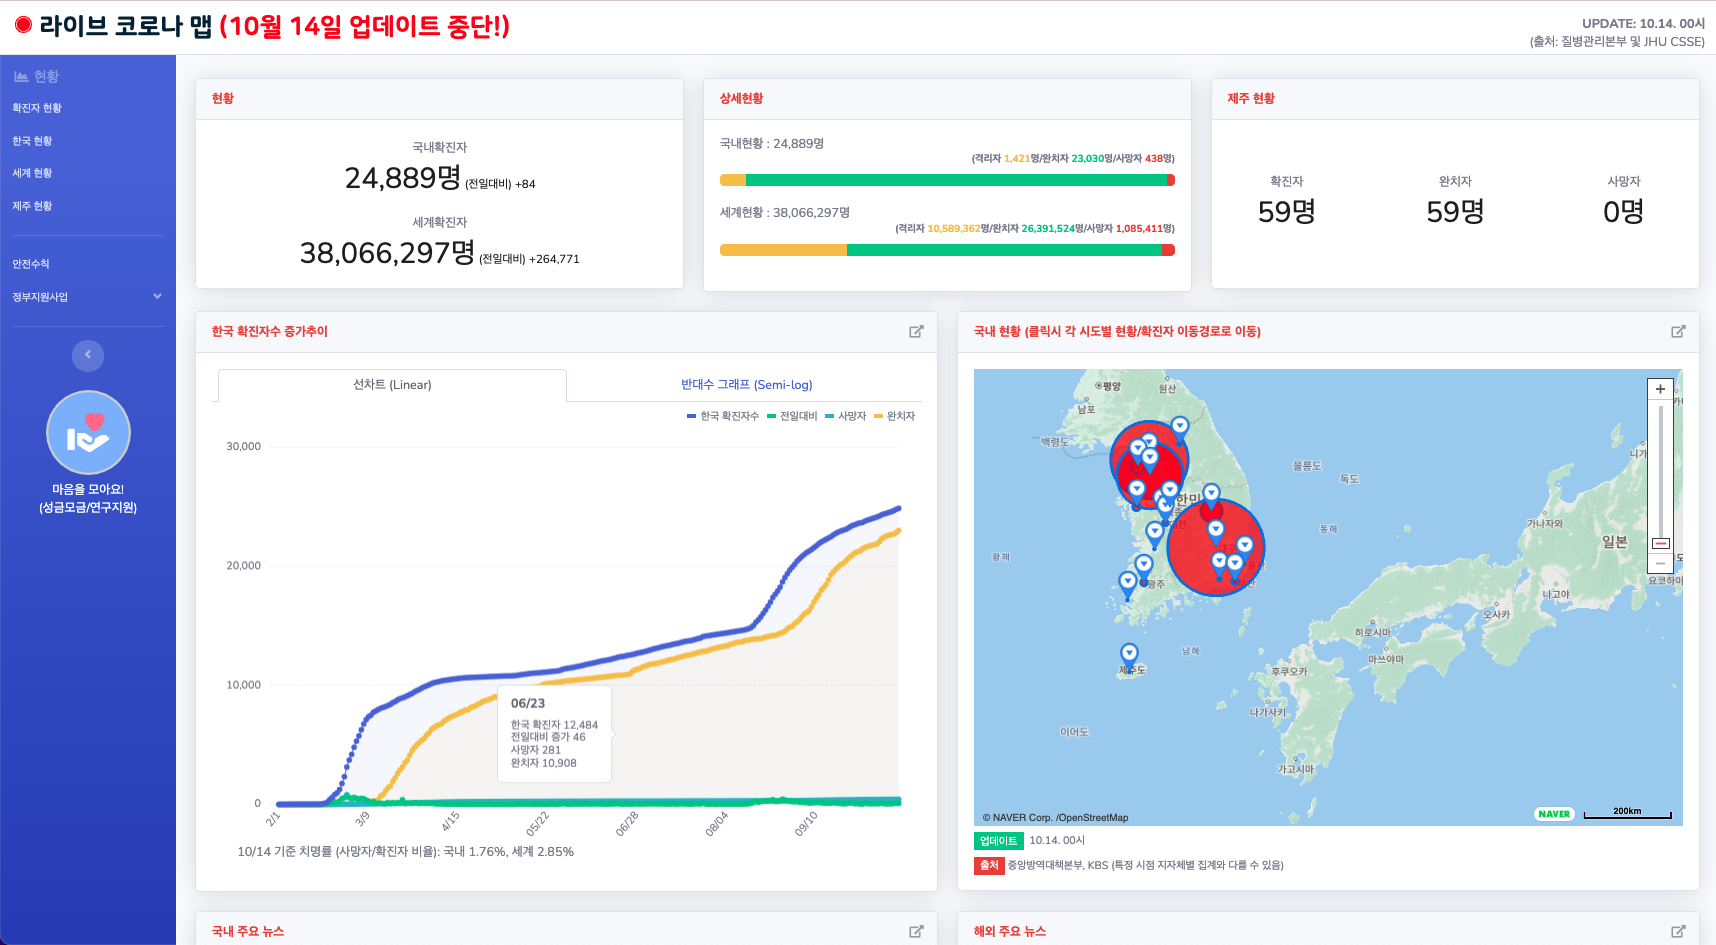 라이브 코로나 맵 (10월 14일 업데이트 중단!)
UPDATE: 10.14. 00시
(출처: 질병관리본부 및 JHU CSSE)
현황
확진자 현황
한국 현황
세계 현황
제주 현황
안전수칙
정부지원사업
마음을 모아요!
(성금모금/연구지원)
현황
국내확진자
24,889명 (전일대비) +84
세계확진자
38,066,297명 (전일대비) +264,771
상세현황
국내현황 : 24,889명
(격리자 1,421명/완치자 23,030명/사망자 438명)
세계현황 : 38,066,297명
(격리자 10,589,362명/완치자 26,391,524명/사망자 1,085,411명)
제주 현황
확진자
완치자
사망자
59명
59명
0명
한국 확진자수 증가추이
선차트 (Linear)
반대수 그래프 (Semi-log)
한국 확진자수
전일대비
사망자
완치자
30,000
20,000
10,000
0
06/23
한국 확진자 12,484
전일대비 증가 46
사망자 281
완치자 10,908
2/1
3/9
4/15
05/22
06/28
08/04
09/10
10/14 기준 치명률 (사망자/확진자 비율): 국내 1.76%, 세계 2.85%
국내 현황 (클릭시 각 시도별 현황/확진자 이동경로로 이동)
평양
원산
남포
백령도
울릉도
독도
동해
황해
광주
남해
제주도
이어도
일본
가나자와
나고야
요코하마
오사카
히로시마
마쓰야마
후쿠오카
나가사키
가고시마
© NAVER Corp. /OpenStreetMap
NAVER
200km
업데이트 10.14. 00시
출처 중앙방역대책본부, KBS (특정 시점 지자체별 집계와 다를 수 있음)
국내 주요 뉴스
해외 주요 뉴스